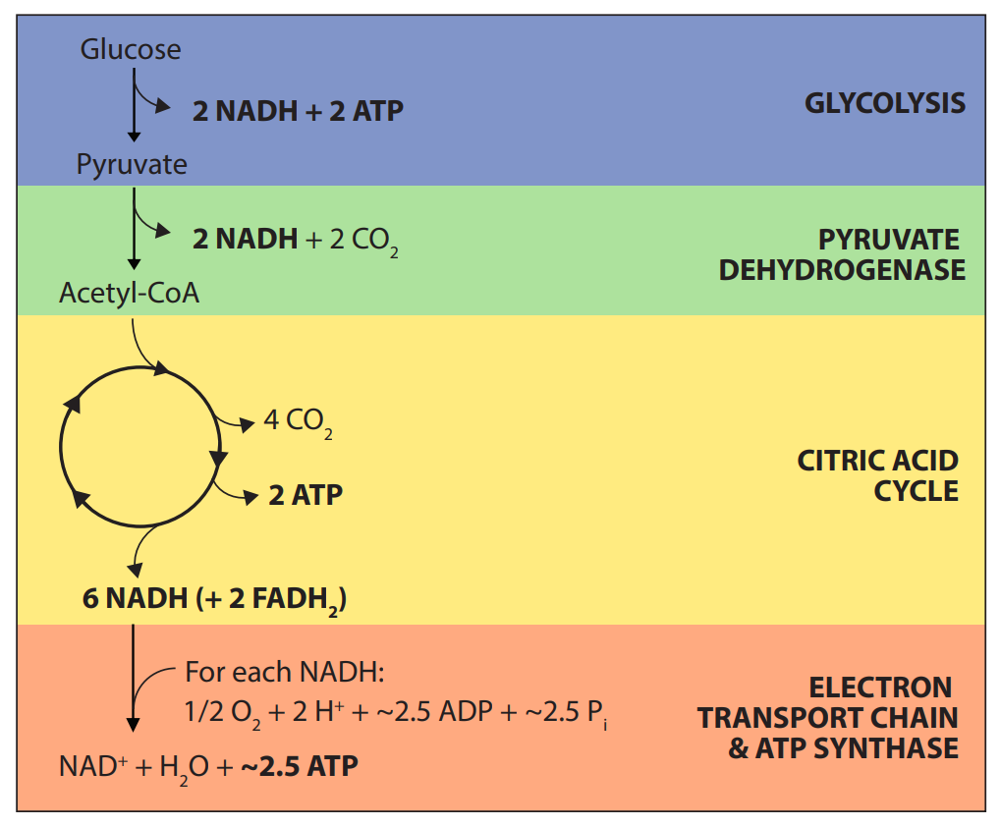 Glucose
2 NADH + 2 ATP
GLYCOLYSIS
Pyruvate
2 NADH + 2 CO₂
PYRUVATE
DEHYDROGENASE
Acetyl-CoA
4 CO₂
2 ATP
CITRIC ACID
CYCLE
6 NADH (+ 2 FADH₂)
For each NADH:
1/2 O₂ + 2 H⁺ + ~2.5 ADP + ~2.5 Pᵢ
NAD⁺ + H₂O + ~2.5 ATP
ELECTRON
TRANSPORT CHAIN
& ATP SYNTHASE